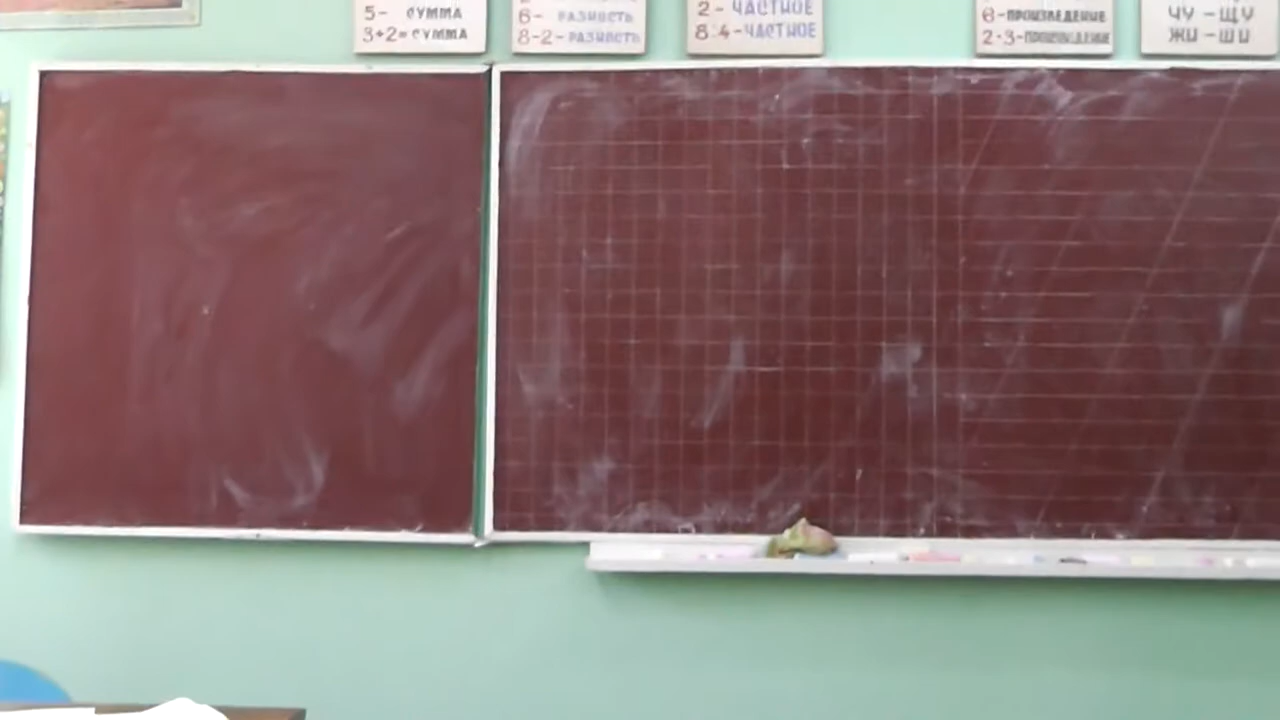 5- СУММА
3+2= СУММА
6- РАЗНОСТЬ
8-2- РАЗНОСТЬ
2- ЧАСТНОЕ
8:4-ЧАСТНОЕ
6-ПРОИЗВЕДЕНИЕ
2·3-ПРОИЗВЕДЕНИЕ
ЧУ - ЩУ
ЖИ - ШИ